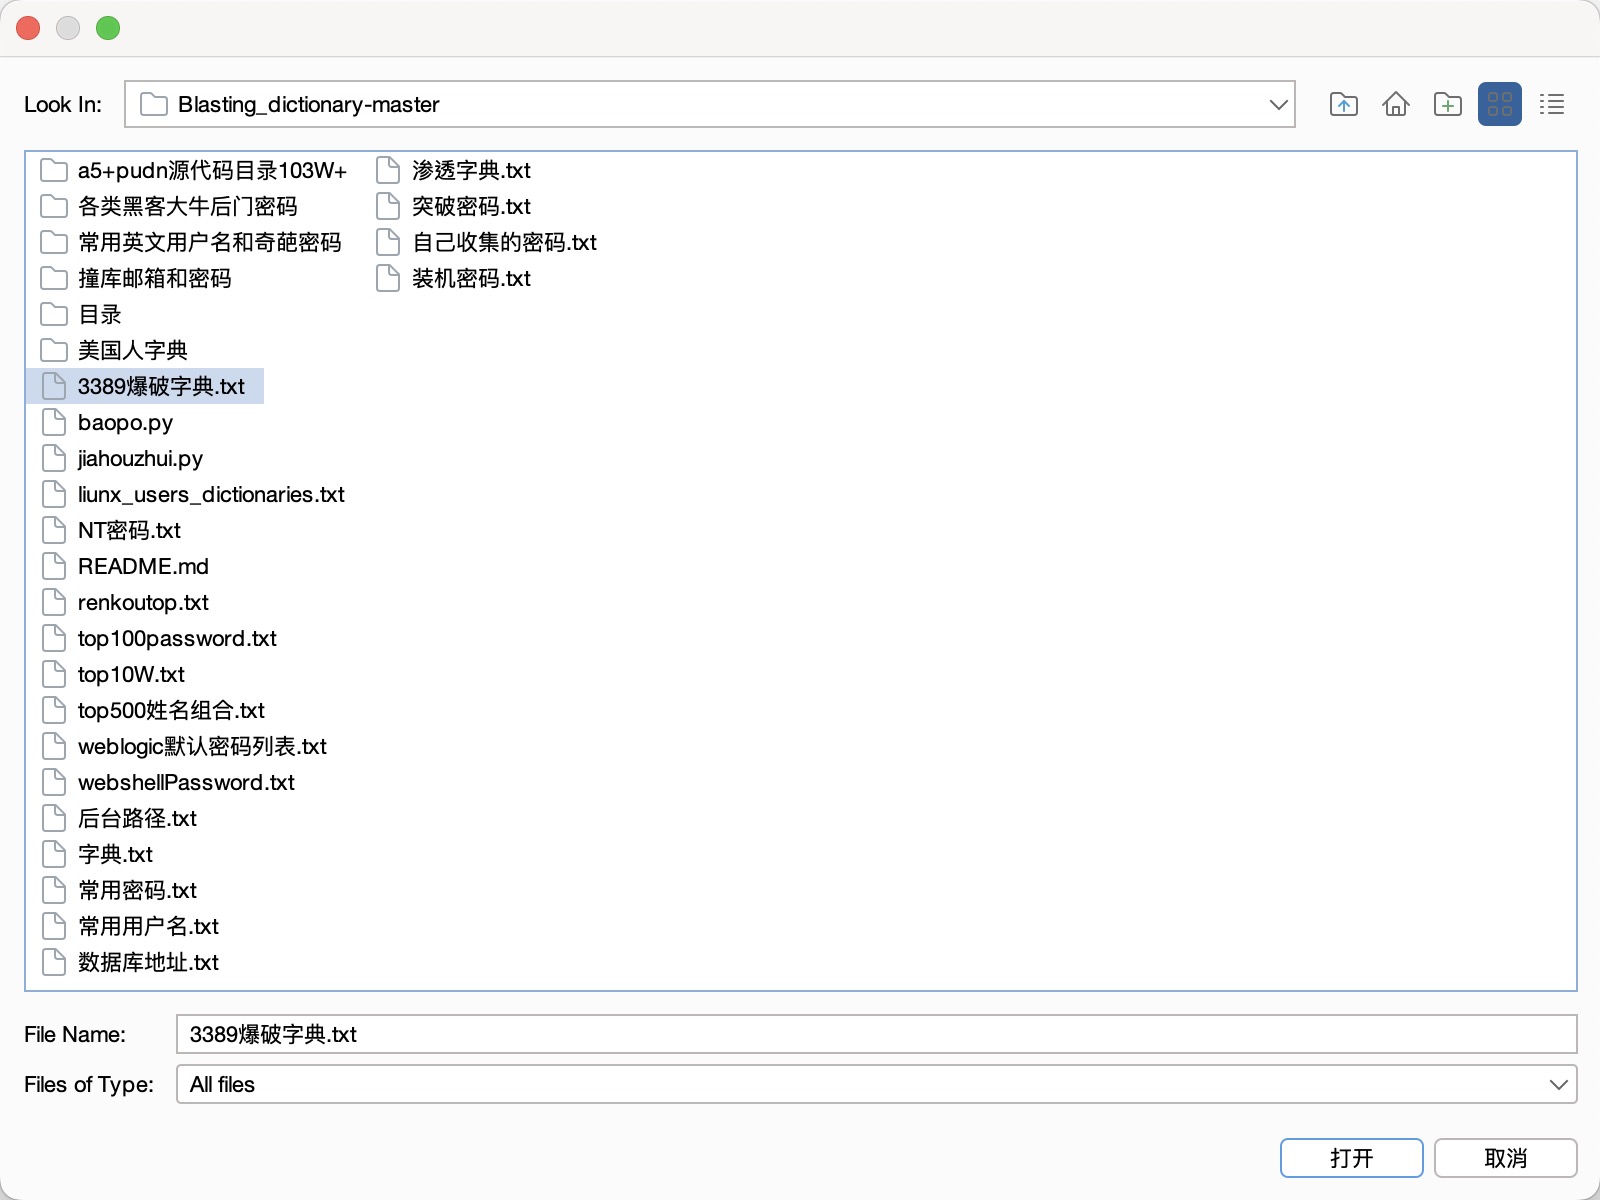 Look In:
Blasting_dictionary-master
a5+pudn源代码目录103W+
各类黑客大牛后门密码
常用英文用户名和奇葩密码
撞库邮箱和密码
目录
美国人字典
3389爆破字典.txt
baopo.py
jiahouzhui.py
liunx_users_dictionaries.txt
NT密码.txt
README.md
renkoutop.txt
top100password.txt
top10W.txt
top500姓名组合.txt
weblogic默认密码列表.txt
webshellPassword.txt
后台路径.txt
字典.txt
常用密码.txt
常用用户名.txt
数据库地址.txt
渗透字典.txt
突破密码.txt
自己收集的密码.txt
装机密码.txt
File Name:
3389爆破字典.txt
Files of Type:
All files
打开
取消